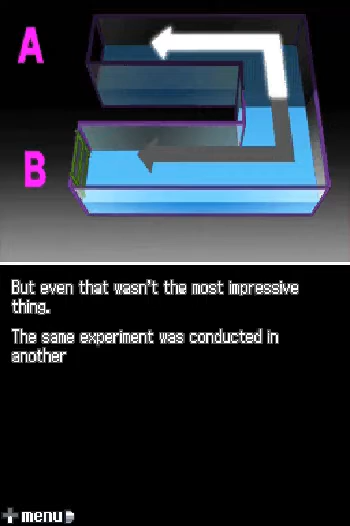 A
B
But even that wasn't the most impressive
thing.
The same experiment was conducted in
another
menu